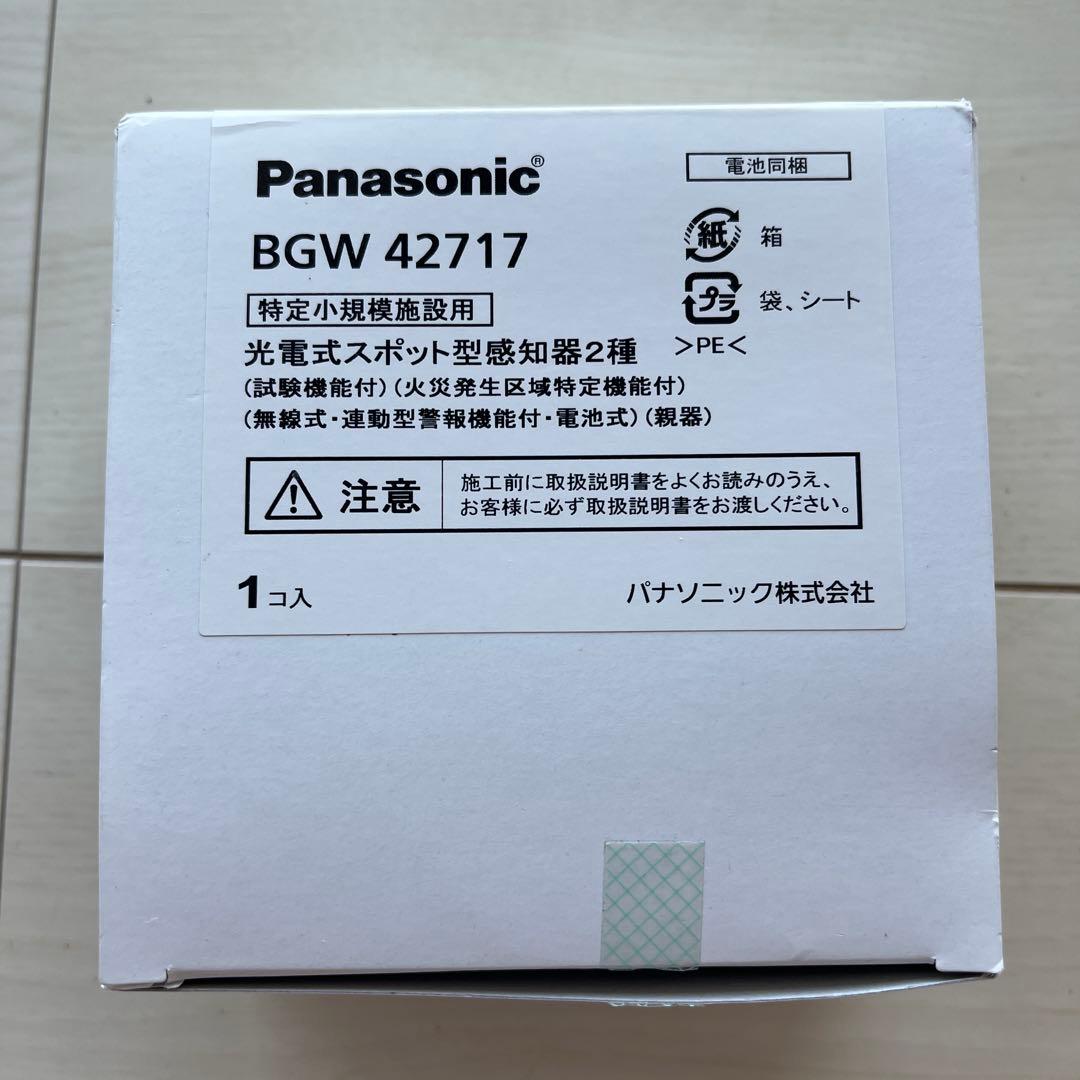 Panasonic®
電池同梱
BGW 42717
紙 箱
特定小規模施設用
プラ 袋、シート
光電式スポット型感知器2種
>PE<
(試験機能付)(火災発生区域特定機能付)
(無線式・連動型警報機能付・電池式)(親器)
注意
施工前に取扱説明書をよくお読みのうえ、
お客様に必ず取扱説明書をお渡しください。
1コ入
パナソニック株式会社